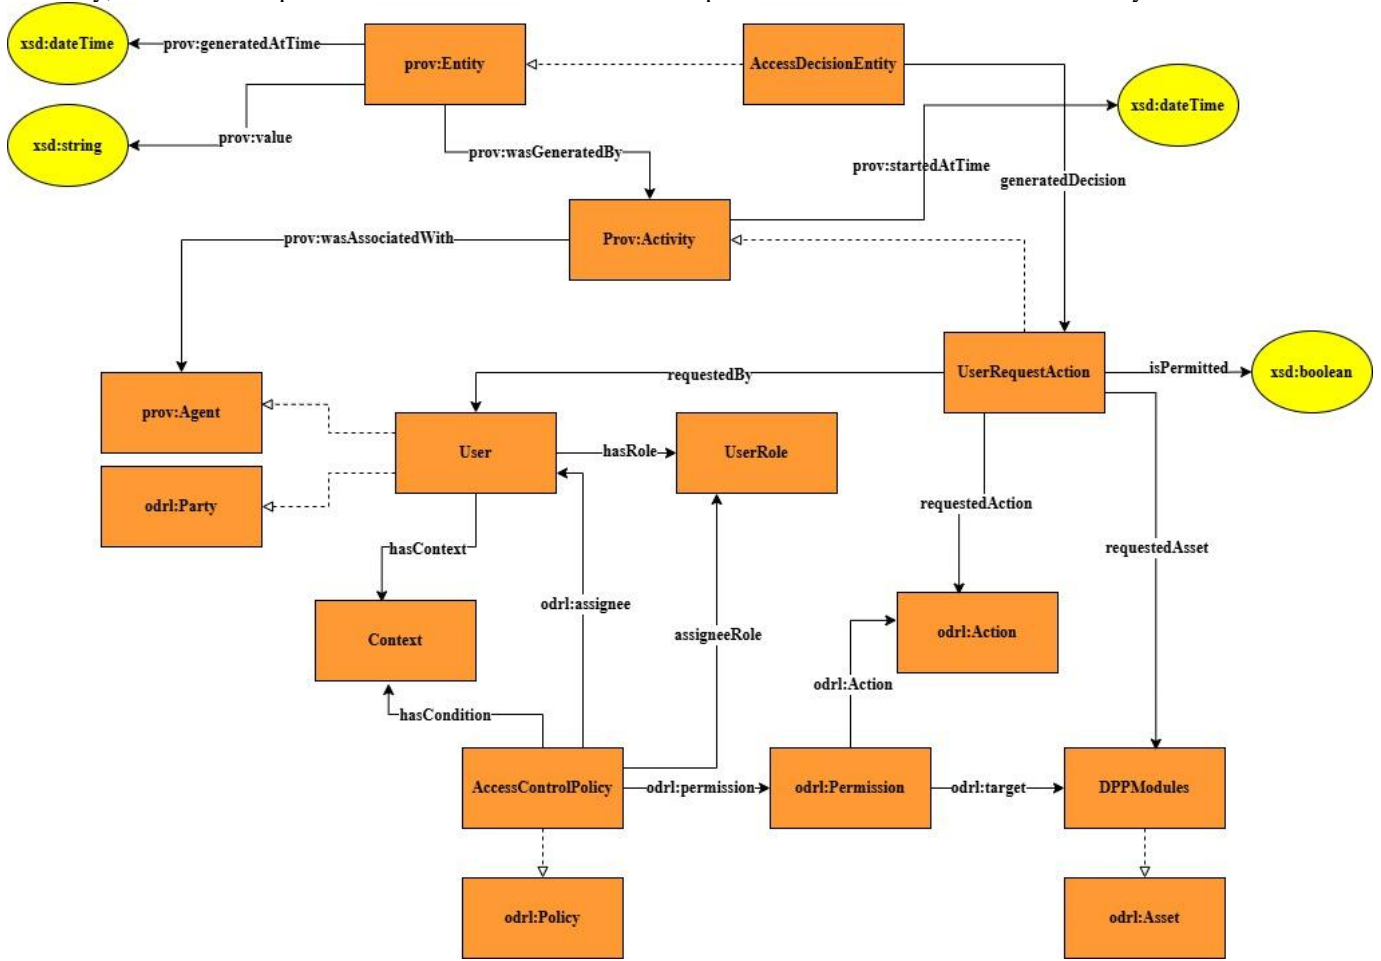 xsd:dateTime
prov:generatedAtTime
prov:Entity
AccessDecisionEntity
xsd:dateTime
xsd:string
prov:value
prov:wasGeneratedBy
prov:startedAtTime
generatedDecision
prov:wasAssociatedWith
Prov:Activity
requestedBy
UserRequestAction
isPermitted
xsd:boolean
prov:Agent
User
hasRole
UserRole
odrl:Party
requestedAction
hasContext
requestedAsset
odrl:assignee
assigneeRole
Context
odrl:Action
odrl:Action
hasCondition
AccessControlPolicy
odrl:permission
odrl:Permission
odrl:target
DPPModules
odrl:Policy
odrl:Asset